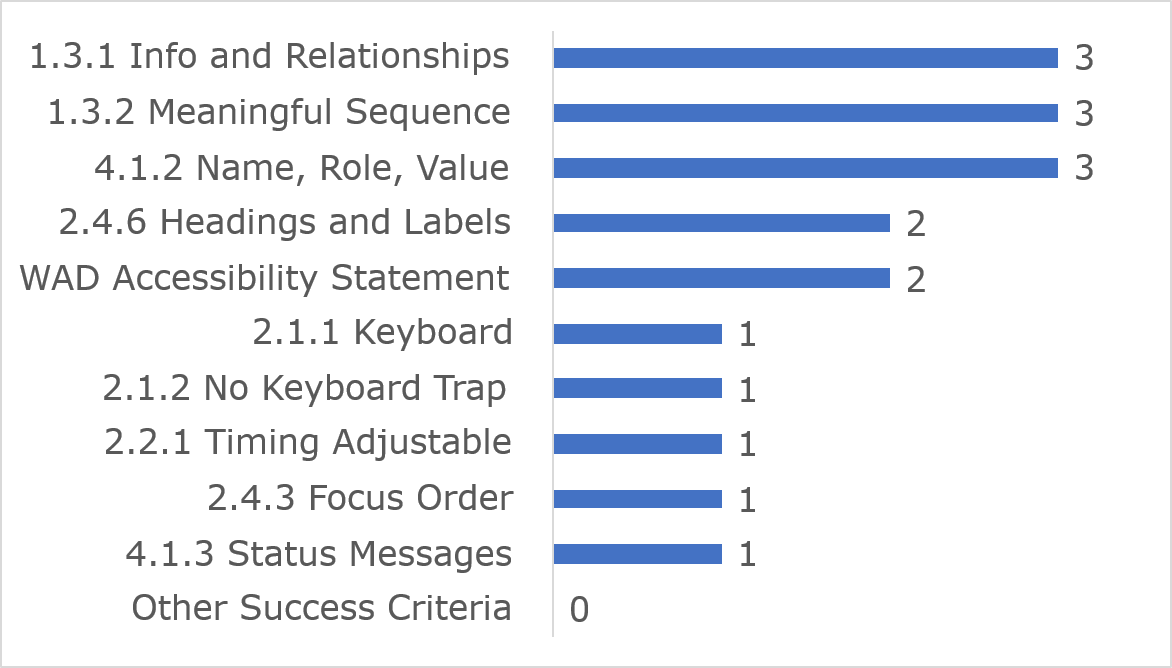 1.3.1 Info and Relationships 3
1.3.2 Meaningful Sequence 3
4.1.2 Name, Role, Value 3
2.4.6 Headings and Labels 2
WAD Accessibility Statement 2
2.1.1 Keyboard 1
2.1.2 No Keyboard Trap 1
2.2.1 Timing Adjustable 1
2.4.3 Focus Order 1
4.1.3 Status Messages 1
Other Success Criteria 0